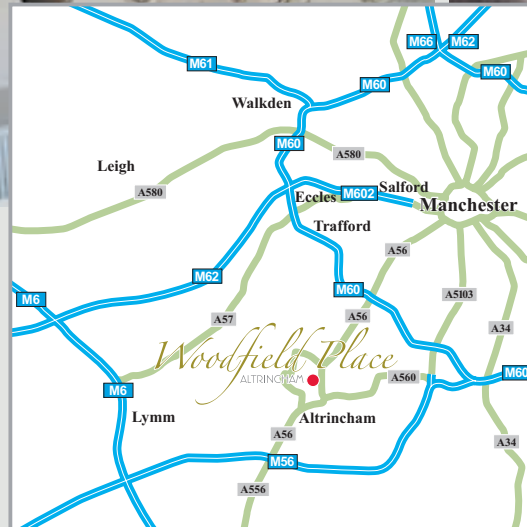 M66
M62
M61
M60
M60
Walkden
M60
A580
Leigh
A580
Eccles
M602
Salford
Manchester
Trafford
A56
M62
M60
A5103
M6
A56
A57
A34
Woodfield Place
ALTRINCHAM
M60
A560
M6
Lymm
Altrincham
A56
A34
M56
A556